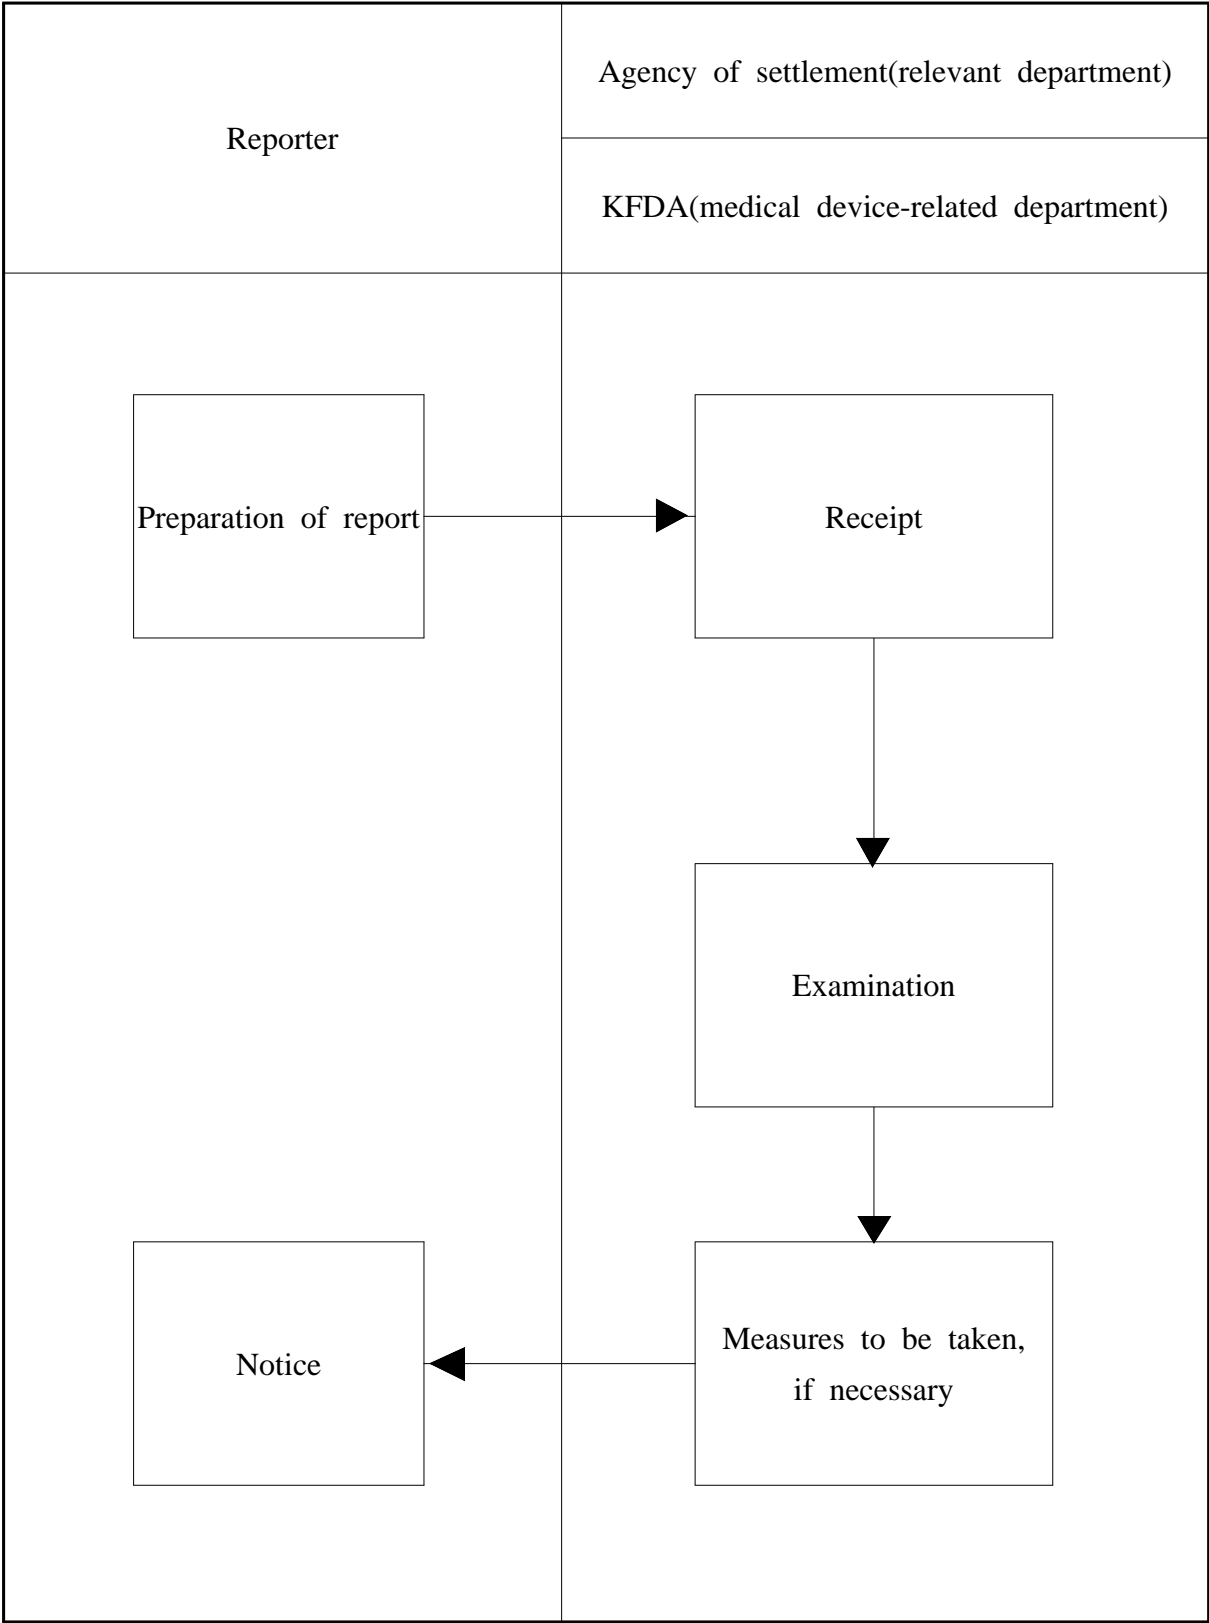 Reporter
Agency of settlement(relevant department)
KFDA(medical device-related department)
Preparation of report
Receipt
Examination
Measures to be taken,
if necessary
Notice